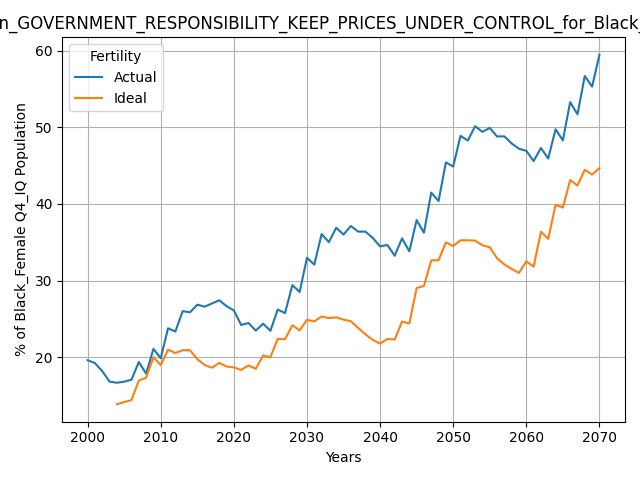 n_GOVERNMENT_RESPONSIBILITY_KEEP_PRICES_UNDER_CONTROL_for_Black_
Fertility
Actual
Ideal
% of Black_Female Q4_IQ Population
60
50
40
30
20
2000 2010 2020 2030 2040 2050 2060 2070
Years